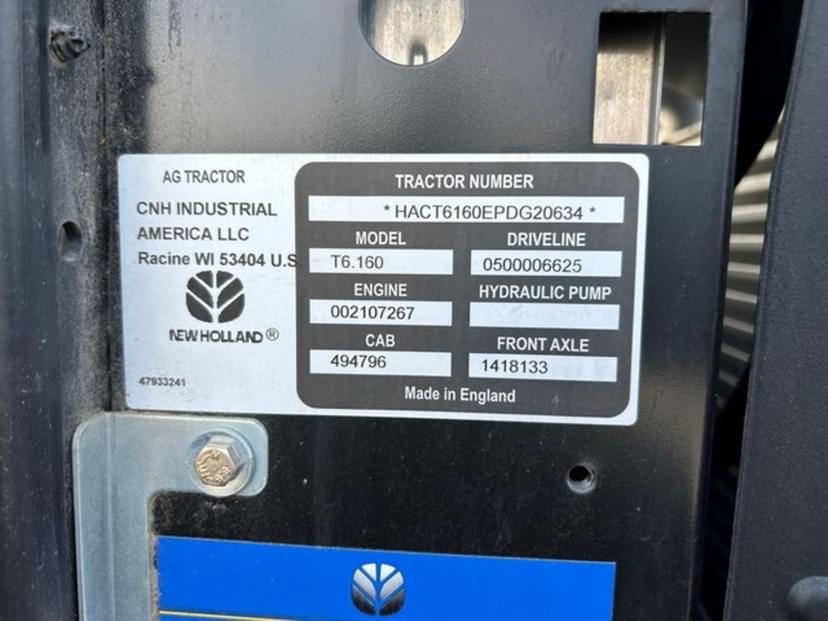 AG TRACTOR
CNH INDUSTRIAL
AMERICA LLC
Racine WI 53404 U.S.
NEW HOLLAND®
47933241
TRACTOR NUMBER
*HACT6160EPDG20634*
MODEL DRIVELINE
T6.160 0500006625
ENGINE HYDRAULIC PUMP
002107267
CAB FRONT AXLE
494796 1418133
Made in England